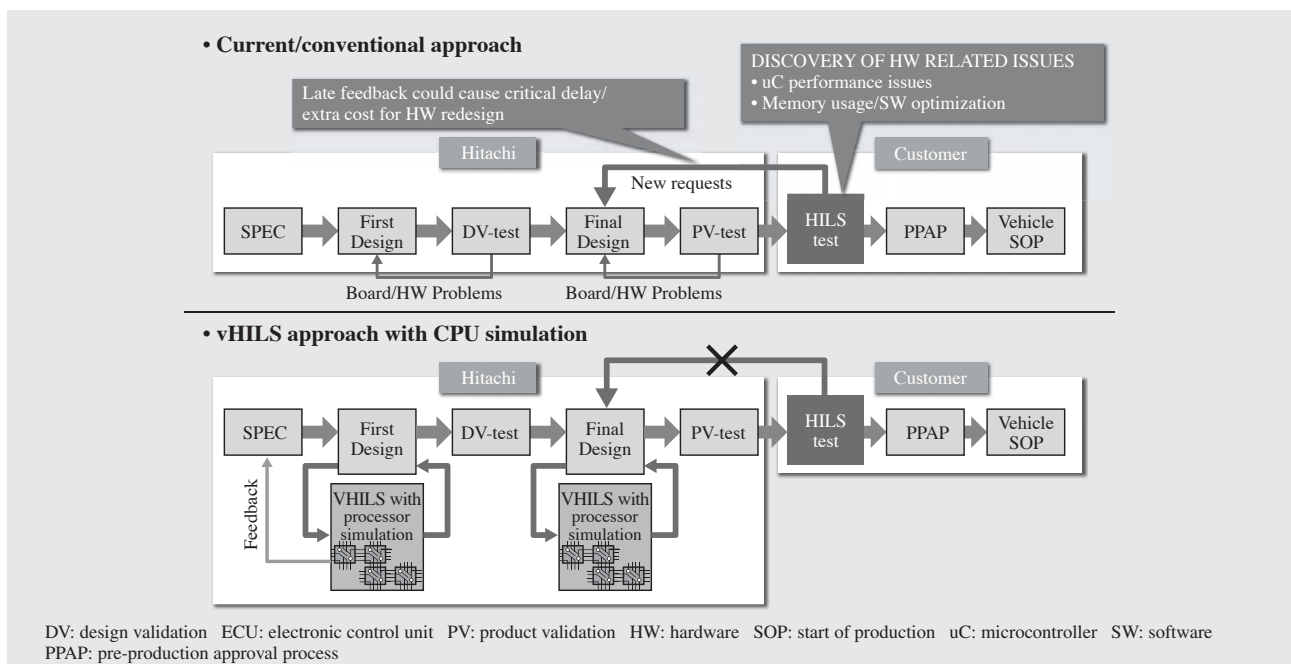 • Current/conventional approach
DISCOVERY OF HW RELATED ISSUES
• uC performance issues
• Memory usage/SW optimization
Late feedback could cause critical delay/
extra cost for HW redesign
Hitachi
Customer
New requests
SPEC
First
Design
DV-test
Final
Design
PV-test
HILS
test
PPAP
Vehicle
SOP
Board/HW Problems
Board/HW Problems
• vHILS approach with CPU simulation
Hitachi
Customer
SPEC
First
Design
DV-test
Final
Design
PV-test
HILS
test
PPAP
Vehicle
SOP
Feedback
VHILS with
processor
simulation
VHILS with
processor
simulation
DV: design validation ECU: electronic control unit PV: product validation HW: hardware SOP: start of production uC: microcontroller SW: software
PPAP: pre-production approval process